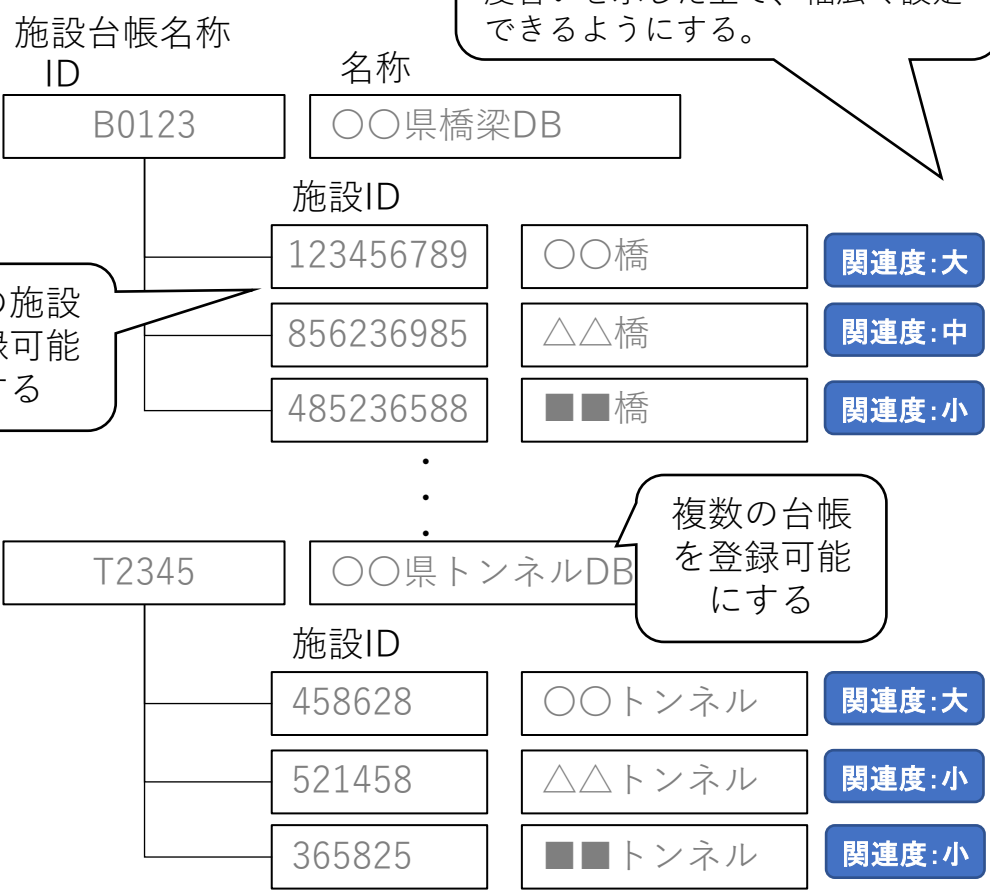 できるようにする。
施設台帳名称
ID
名称
B0123
○○県橋梁DB
施設ID
123456789
○○橋
関連度:大
の施設
856236985
△△橋
関連度:中
する
485236588
■■橋
関連度:小
・
・
・
複数の台帳
を登録可能
にする
T2345
○○県トンネルDB
施設ID
458628
○○トンネル
関連度:大
521458
△△トンネル
関連度:小
365825
■■トンネル
関連度:小